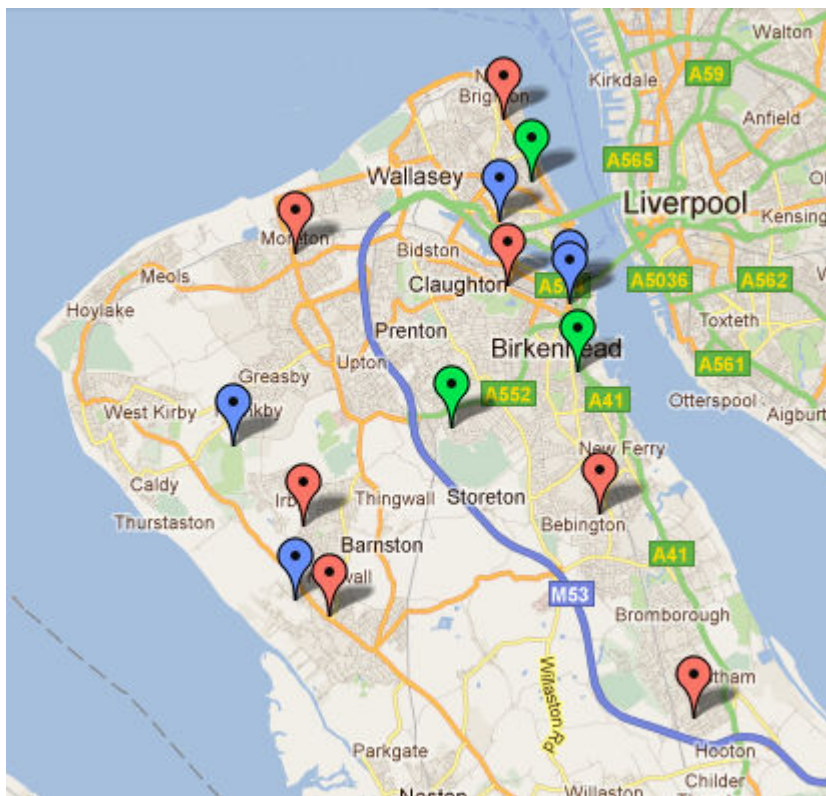 Walton
Kirkdale
A59
Anfield
A565
Wallasey
Liverpool
Kensing
Bidston
Moreton
Meols
Claughton
A5036
A562
Hoylake
Prenton
Toxteth
Birkenhead
Upton
Greasby
A561
West Kirby
A552
A41
Otterspool
Aigburt
New Ferry
Caldy
Thingwall
Storeton
Thurstaston
Bebington
Barnston
A41
M53
Bromborough
Willaston Rd
Parkgate
Hooton
Willaston
Childer